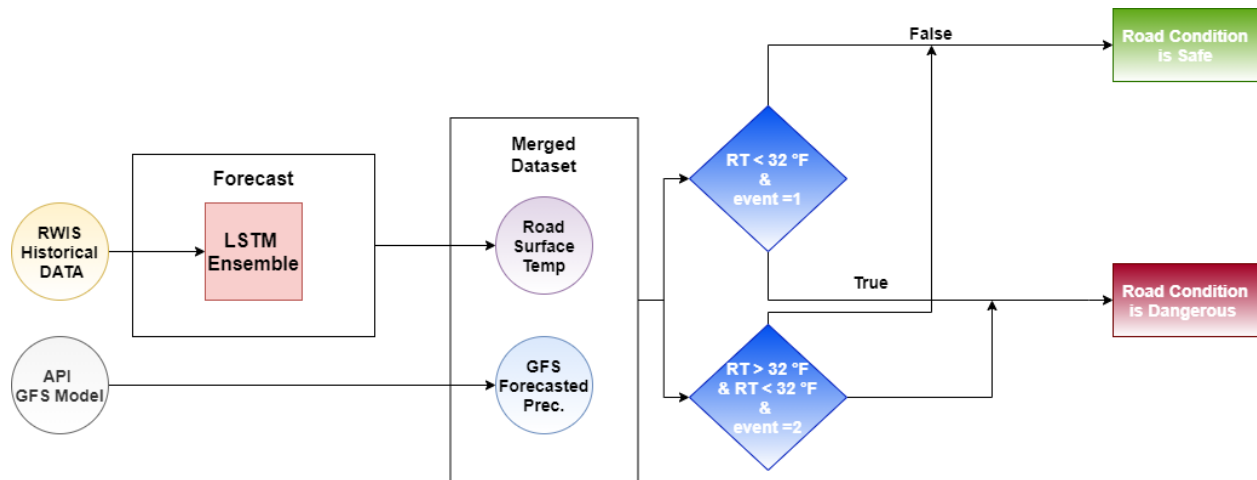 RWIS
Historical
DATA
API
GFS Model
Forecast
LSTM
Ensemble
Merged
Dataset
Road
Surface
Temp
GFS
Forecasted
Prec.
RT < 32 °F
&
event =1
RT > 32 °F
& RT < 32 °F
&
event =2
False
True
Road Condition
is Safe
Road Condition
is Dangerous